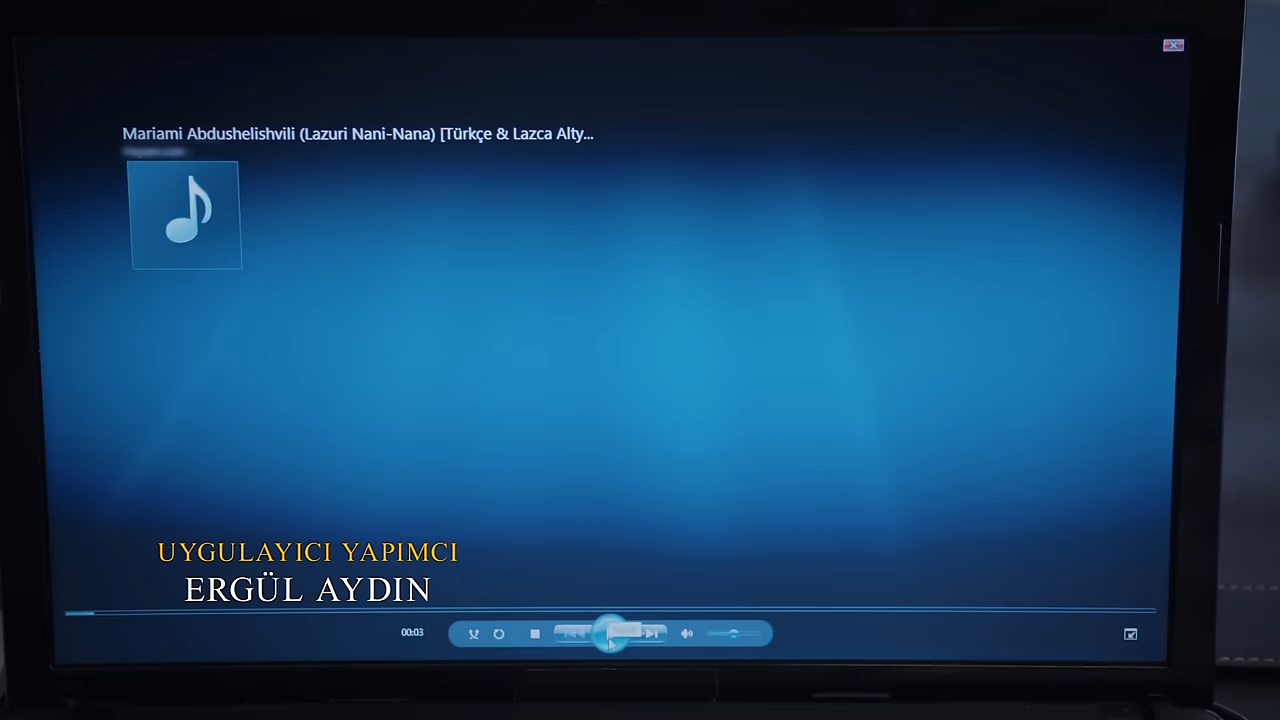 Mariami Abdushelishvili (Lazuri Nani-Nana) [Türkçe & Lazca Alty...
UYGULAYICI YAPIMCI
ERGÜL AYDIN
00:03